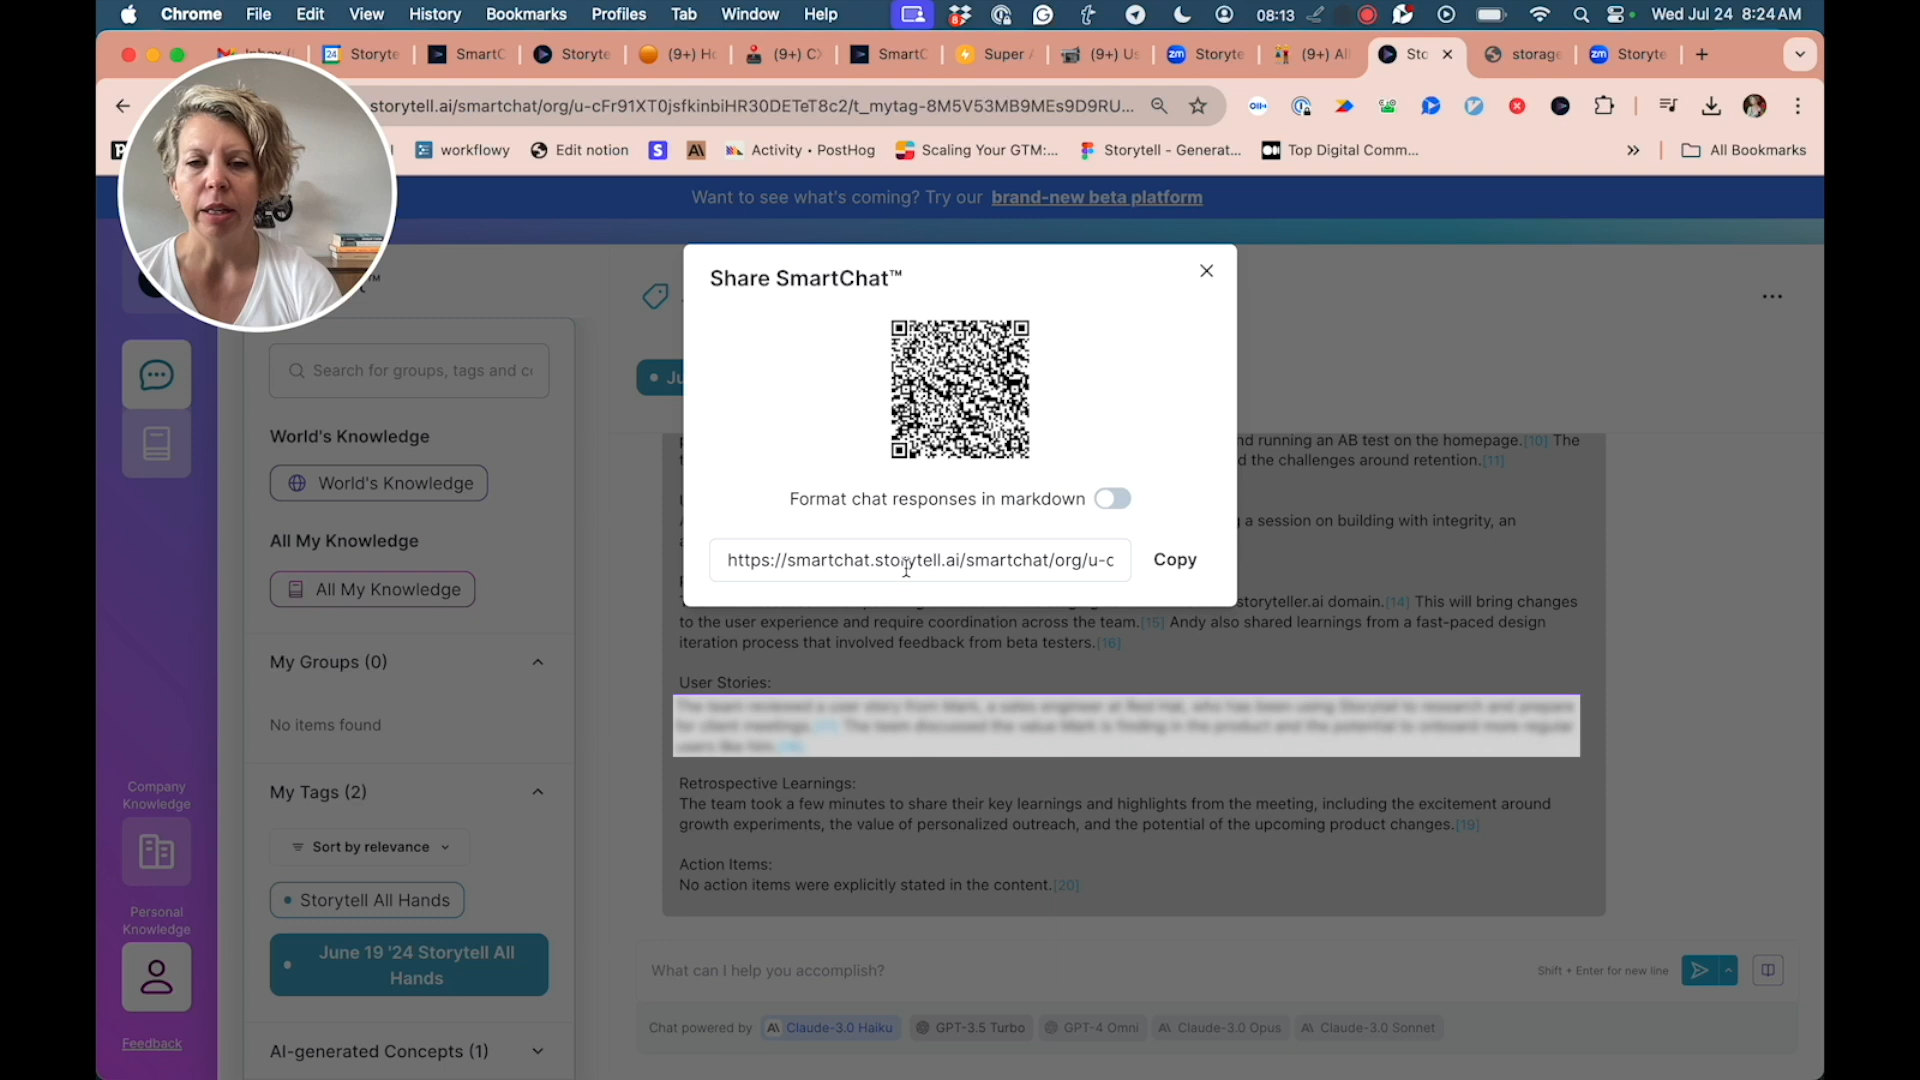 Chrome File Edit View History Bookmarks Profiles Tab Window Help 08:13 Wed Jul 24 8:24 AM
Storyte SmartC Storyte (9+) Ho (9+) CX SmartC Super A (9+) Us Storyte (9+) All Sto storage Storyte
storytell.ai/smartchat/org/u-cFr91XT0jsfkinbiHR30DETeT8c2/t_mytag-8M5V53MB9MEs9D9RU...
workflowy Edit notion Activity • PostHog Scaling Your GTM:... Storytell - Generat... Top Digital Comm... All Bookmarks
Want to see what's coming? Try our brand-new beta platform
Share SmartChat™
Search for groups, tags and co
Ju
World's Knowledge
nd running an AB test on the homepage.[10] The
d the challenges around retention.[11]
World's Knowledge
Format chat responses in markdown
g a session on building with integrity, an
All My Knowledge
https://smartchat.storytell.ai/smartchat/org/u-c Copy
All My Knowledge
storyteller.ai domain.[14] This will bring changes
to the user experience and require coordination across the team.[15] Andy also shared learnings from a fast-paced design
iteration process that involved feedback from beta testers.[16]
My Groups (0)
User Stories:
No items found
Company
Knowledge
My Tags (2)
Retrospective Learnings:
The team took a few minutes to share their key learnings and highlights from the meeting, including the excitement around
growth experiments, the value of personalized outreach, and the potential of the upcoming product changes.[19]
Sort by relevance
Action Items:
No action items were explicitly stated in the content.[20]
Storytell All Hands
Personal
Knowledge
June 19 '24 Storytell All
Hands
What can I help you accomplish? Shift + Enter for new line
Chat powered by Claude-3.0 Haiku GPT-3.5 Turbo GPT-4 Omni Claude-3.0 Opus Claude-3.0 Sonnet
Feedback
AI-generated Concepts (1)